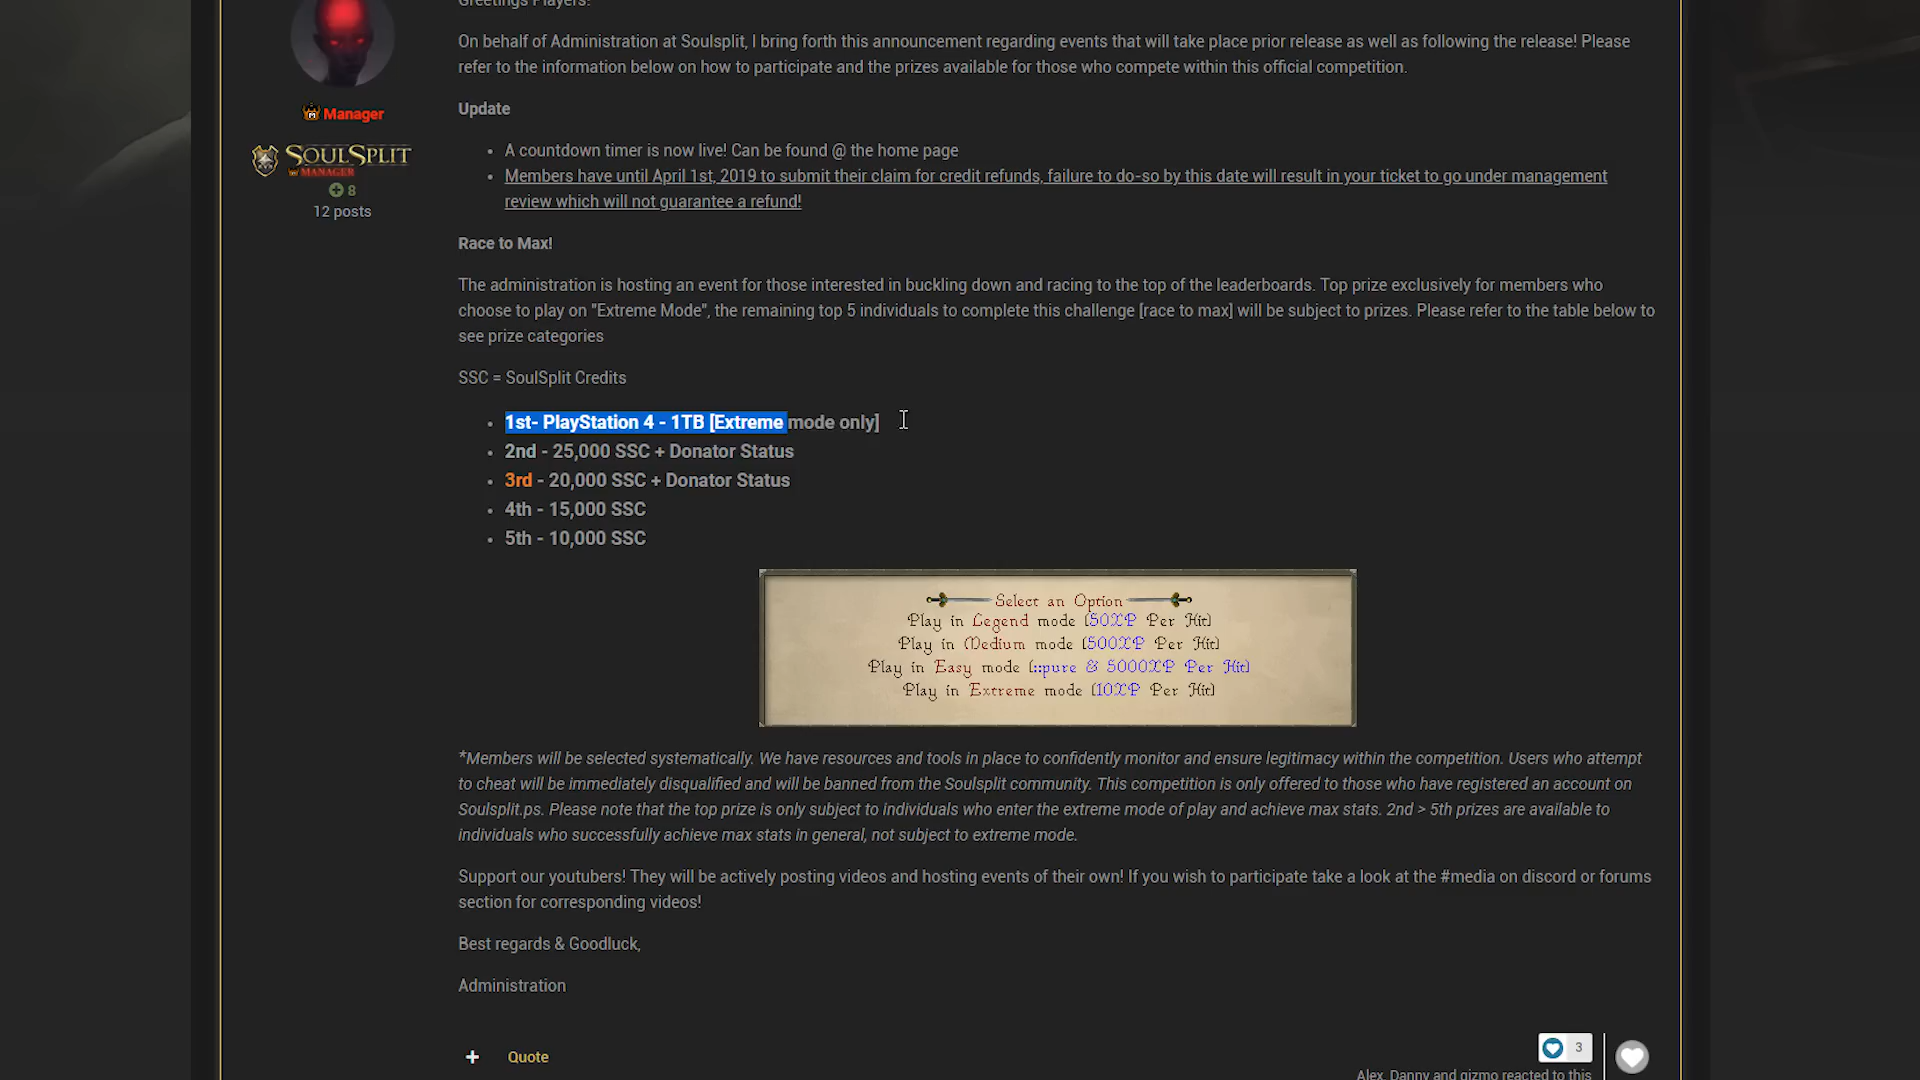 Greetings Players!
On behalf of Administration at Soulsplit, I bring forth this announcement regarding events that will take place prior release as well as following the release! Please
refer to the information below on how to participate and the prizes available for those who compete within this official competition.
Manager
Update
SOULSPLIT
MANAGER
8
12 posts
A countdown timer is now live! Can be found @ the home page
Members have until April 1st, 2019 to submit their claim for credit refunds, failure to do-so by this date will result in your ticket to go under management
review which will not guarantee a refund!
Race to Max!
The administration is hosting an event for those interested in buckling down and racing to the top of the leaderboards. Top prize exclusively for members who
choose to play on "Extreme Mode", the remaining top 5 individuals to complete this challenge [race to max] will be subject to prizes. Please refer to the table below to
see prize categories
SSC = SoulSplit Credits
1st- PlayStation 4 - 1TB [Extreme mode only]
2nd - 25,000 SSC + Donator Status
3rd - 20,000 SSC + Donator Status
4th - 15,000 SSC
5th - 10,000 SSC
Select an Option
Play in Legend mode (50XP Per Hit)
Play in Medium mode (500XP Per Hit)
Play in Easy mode (::pure & 5000XP Per Hit)
Play in Extreme mode (10XP Per Hit)
*Members will be selected systematically. We have resources and tools in place to confidently monitor and ensure legitimacy within the competition. Users who attempt
to cheat will be immediately disqualified and will be banned from the Soulsplit community. This competition is only offered to those who have registered an account on
Soulsplit.ps. Please note that the top prize is only subject to individuals who enter the extreme mode of play and achieve max stats. 2nd > 5th prizes are available to
individuals who successfully achieve max stats in general, not subject to extreme mode.
Support our youtubers! They will be actively posting videos and hosting events of their own! If you wish to participate take a look at the #media on discord or forums
section for corresponding videos!
Best regards & Goodluck,
Administration
+ Quote
3
Alex, Danny and gizmo reacted to this